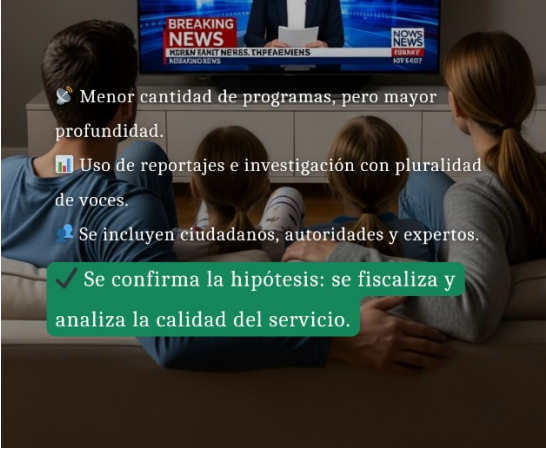 BREAKING
NEWS
NOWS
NEWS
📡 Menor cantidad de programas, pero mayor
profundidad.
📊 Uso de reportajes e investigación con pluralidad
de voces.
👤 Se incluyen ciudadanos, autoridades y expertos.
✔ Se confirma la hipótesis: se fiscaliza y
analiza la calidad del servicio.